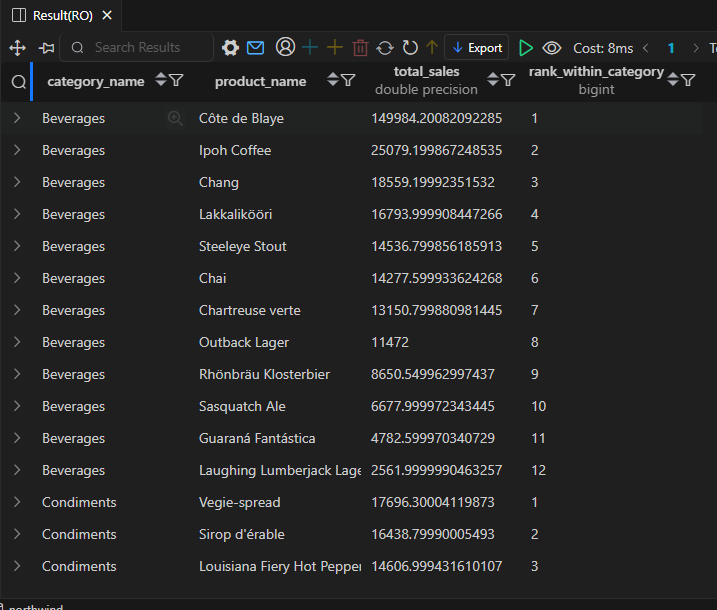 Result(RO)
Search Results
Export
Cost: 8ms
1
category_name product_name total_sales double precision rank_within_category bigint
Beverages Côte de Blaye 149984.20082092285 1
Beverages Ipoh Coffee 25079.199867248535 2
Beverages Chang 18559.19992351532 3
Beverages Lakkalikööri 16793.999908447266 4
Beverages Steeleye Stout 14536.799856185913 5
Beverages Chai 14277.599933624268 6
Beverages Chartreuse verte 13150.799880981445 7
Beverages Outback Lager 11472 8
Beverages Rhönbräu Klosterbier 8650.549962997437 9
Beverages Sasquatch Ale 6677.999972343445 10
Beverages Guaraná Fantástica 4782.599970340729 11
Beverages Laughing Lumberjack Lage 2561.9999990463257 12
Condiments Vegie-spread 17696.30004119873 1
Condiments Sirop d'érable 16438.79990005493 2
Condiments Louisiana Fiery Hot Pepper 14606.999431610107 3